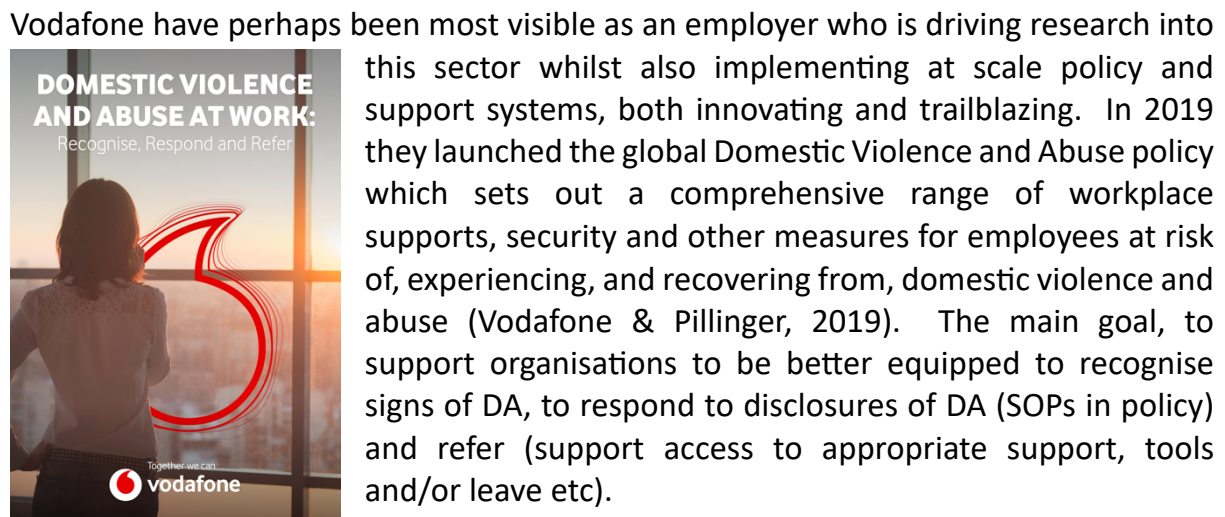 Vodafone have perhaps been most visible as an employer who is driving research into
this sector whilst also implementing at scale policy and
support systems, both innovating and trailblazing. In 2019
they launched the global Domestic Violence and Abuse policy
which sets out a comprehensive range of workplace
supports, security and other measures for employees at risk
of, experiencing, and recovering from, domestic violence and
abuse (Vodafone & Pillinger, 2019). The main goal, to
support organisations to be better equipped to recognise
signs of DA, to respond to disclosures of DA (SOPs in policy)
and refer (support access to appropriate support, tools
and/or leave etc).
DOMESTIC VIOLENCE
AND ABUSE AT WORK:
Recognise, Respond and Refer
Together we can
vodafone